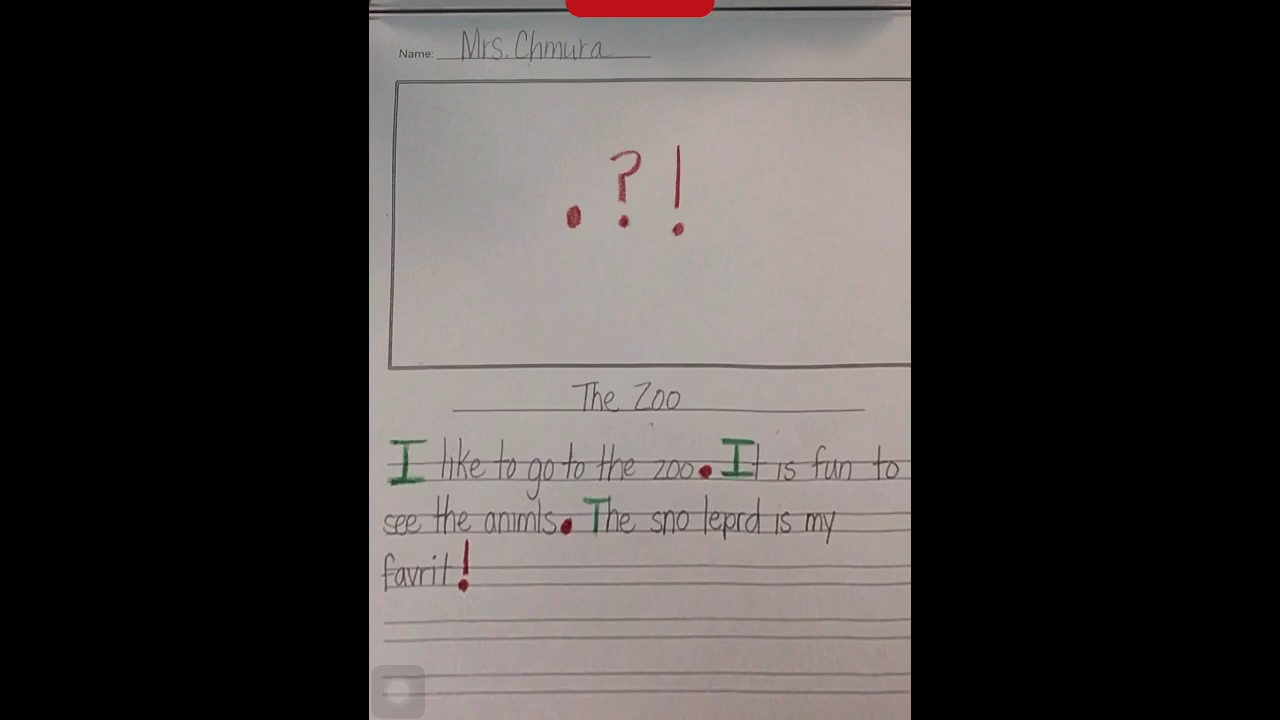 Name: Mrs. Chmura
. ? !
The Zoo
I like to go to the zoo. It is fun to
see the animls. The sno leprd is my
favrit!